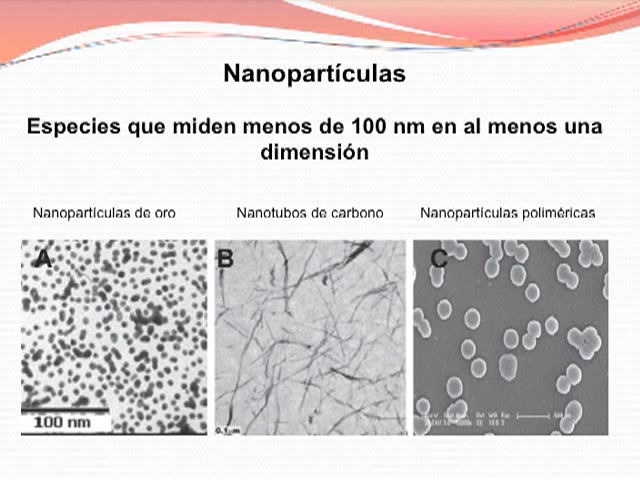 Nanopartículas
Especies que miden menos de 100 nm en al menos una
dimensión
Nanopartículas de oro
Nanotubos de carbono
Nanopartículas poliméricas
A
B
C
100 nm